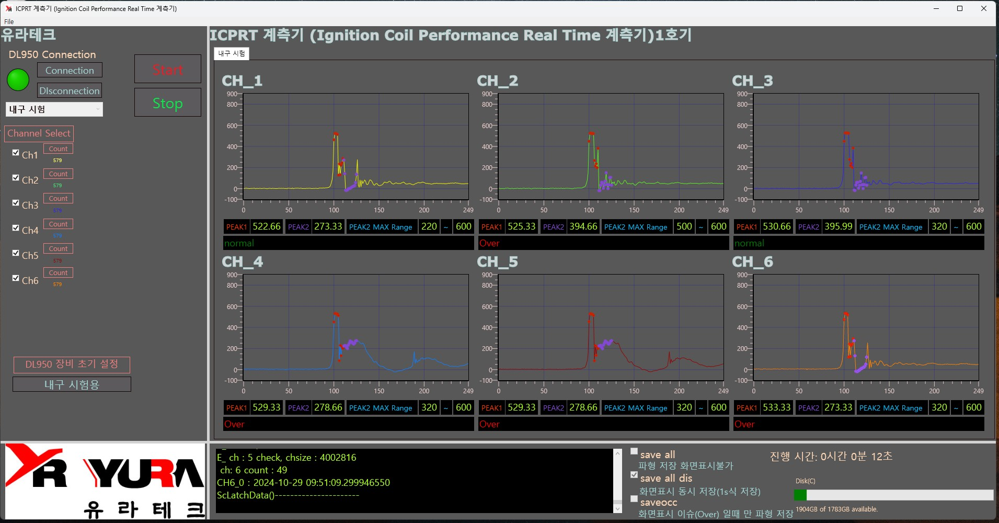 ICPRT 계측기 (Ignition Coil Performance Real Time 계측기)
File
유라테크
DL950 Connection
Connection
DIsconnection
Start
Stop
내구 시험
Channel Select
Ch1
Count
579
Ch2
Count
579
Ch3
Count
579
Ch4
Count
579
Ch5
Count
579
Ch6
Count
579
DL950 장비 초기 설정
내구 시험용
YURA
유라테크
ICPRT 계측기 (Ignition Coil Performance Real Time 계측기)1호기
내구 시험
CH_1
900
800
600
400
200
0
-100
0 50 100 150 200 249
PEAK1 522.66 PEAK2 273.33 PEAK2 MAX Range 220 ~ 600
normal
CH_2
900
800
600
400
200
0
-100
0 50 100 150 200 249
PEAK1 525.33 PEAK2 394.66 PEAK2 MAX Range 500 ~ 600
Over
CH_3
900
800
600
400
200
0
-100
0 50 100 150 200 249
PEAK1 530.66 PEAK2 395.99 PEAK2 MAX Range 320 ~ 600
normal
CH_4
900
800
600
400
200
0
-100
0 50 100 150 200 249
PEAK1 529.33 PEAK2 278.66 PEAK2 MAX Range 320 ~ 600
Over
CH_5
900
800
600
400
200
0
-100
0 50 100 150 200 249
PEAK1 529.33 PEAK2 278.66 PEAK2 MAX Range 320 ~ 600
Over
CH_6
900
800
600
400
200
0
-100
0 50 100 150 200 249
PEAK1 533.33 PEAK2 273.33 PEAK2 MAX Range 320 ~ 600
Over
E_ ch : 5 check, chsize : 4002816
ch: 6 count : 49
CH6_0 : 2024-10-29 09:51:09.299946550
ScLatchData()----------------------
save all
파형 저장 화면표시불가
save all dis
화면표시 동시 저장(1s식 저장)
saveocc
화면표시 이슈(Over) 일때 만 파형 저장
진행 시간: 0시간 0분 12초
Disk(C)
1904GB of 1783GB available.